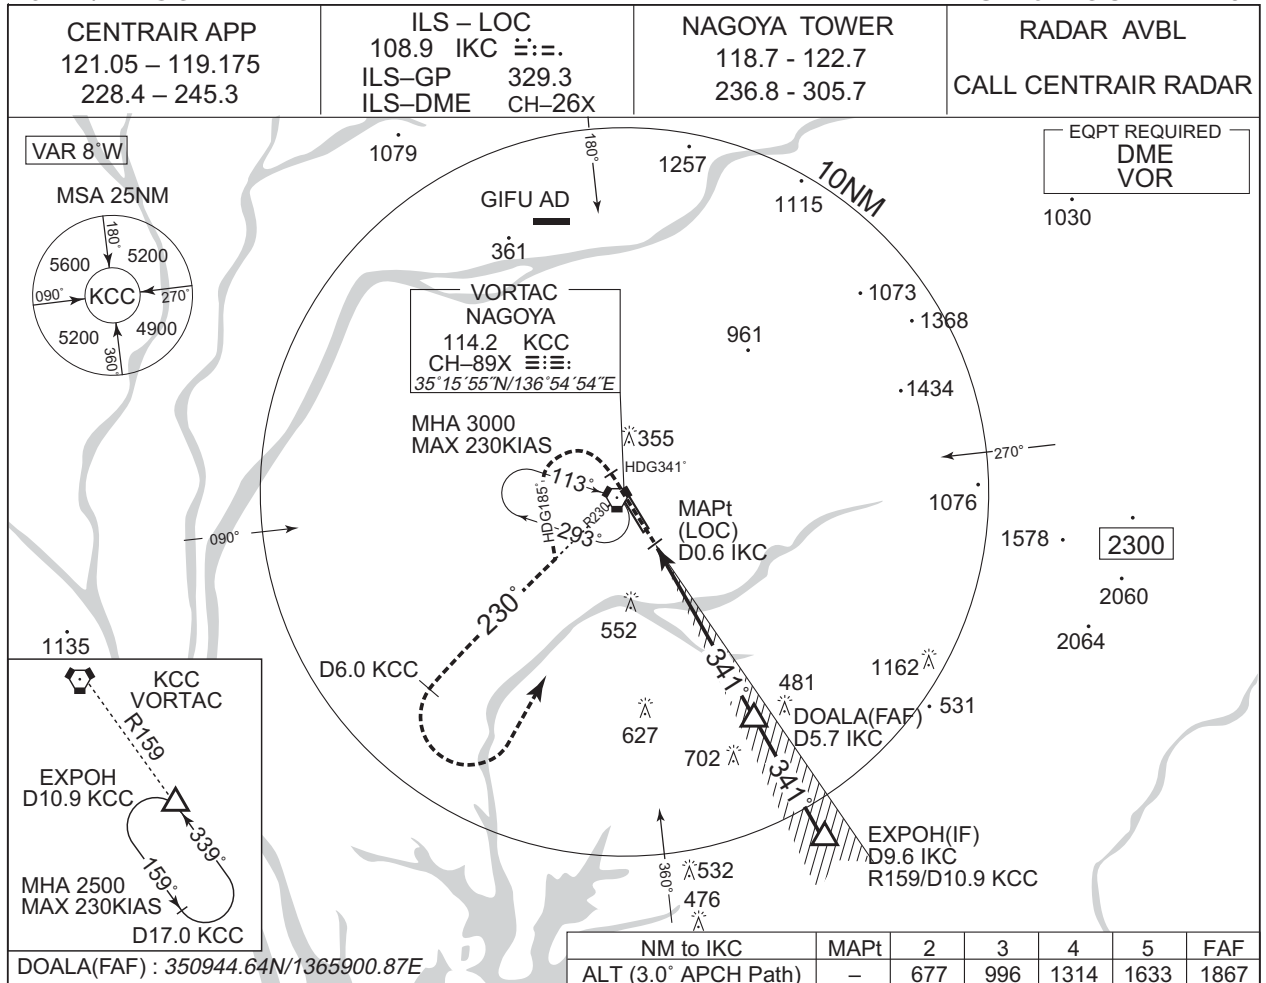 CENTRAIR APP
121.05 – 119.175
228.4 – 245.3
ILS – LOC
108.9 IKC
ILS–GP 329.3
ILS–DME CH–26X
NAGOYA TOWER
118.7 - 122.7
236.8 - 305.7
RADAR AVBL
CALL CENTRAIR RADAR
VAR 8°W
MSA 25NM
180°
5600
5200
090°
KCC
270°
5200
4900
360°
EQPT REQUIRED
DME
VOR
1079
180°
1257
10NM
1115
1030
GIFU AD
361
VORTAC
NAGOYA
114.2 KCC
CH–89X
35°15´55˝N/136°54´54˝E
1073
1368
961
1434
MHA 3000
MAX 230KIAS
355
HDG341°
270°
113°
HDG185°
R230
293°
1076
MAPt
(LOC)
D0.6 IKC
090°
1578
2300
2060
2064
230°
552
1135
D6.0 KCC
341°
1162
481
531
DOALA(FAF)
D5.7 IKC
627
702
341°
EXPOH(IF)
D9.6 IKC
R159/D10.9 KCC
360°
532
476
KCC
VORTAC
R159
EXPOH
D10.9 KCC
339°
159°
MHA 2500
MAX 230KIAS
D17.0 KCC
DOALA(FAF) : 350944.64N/1365900.87E
NM to IKC MAPt 2 3 4 5 FAF
ALT (3.0° APCH Path) – 677 996 1314 1633 1867